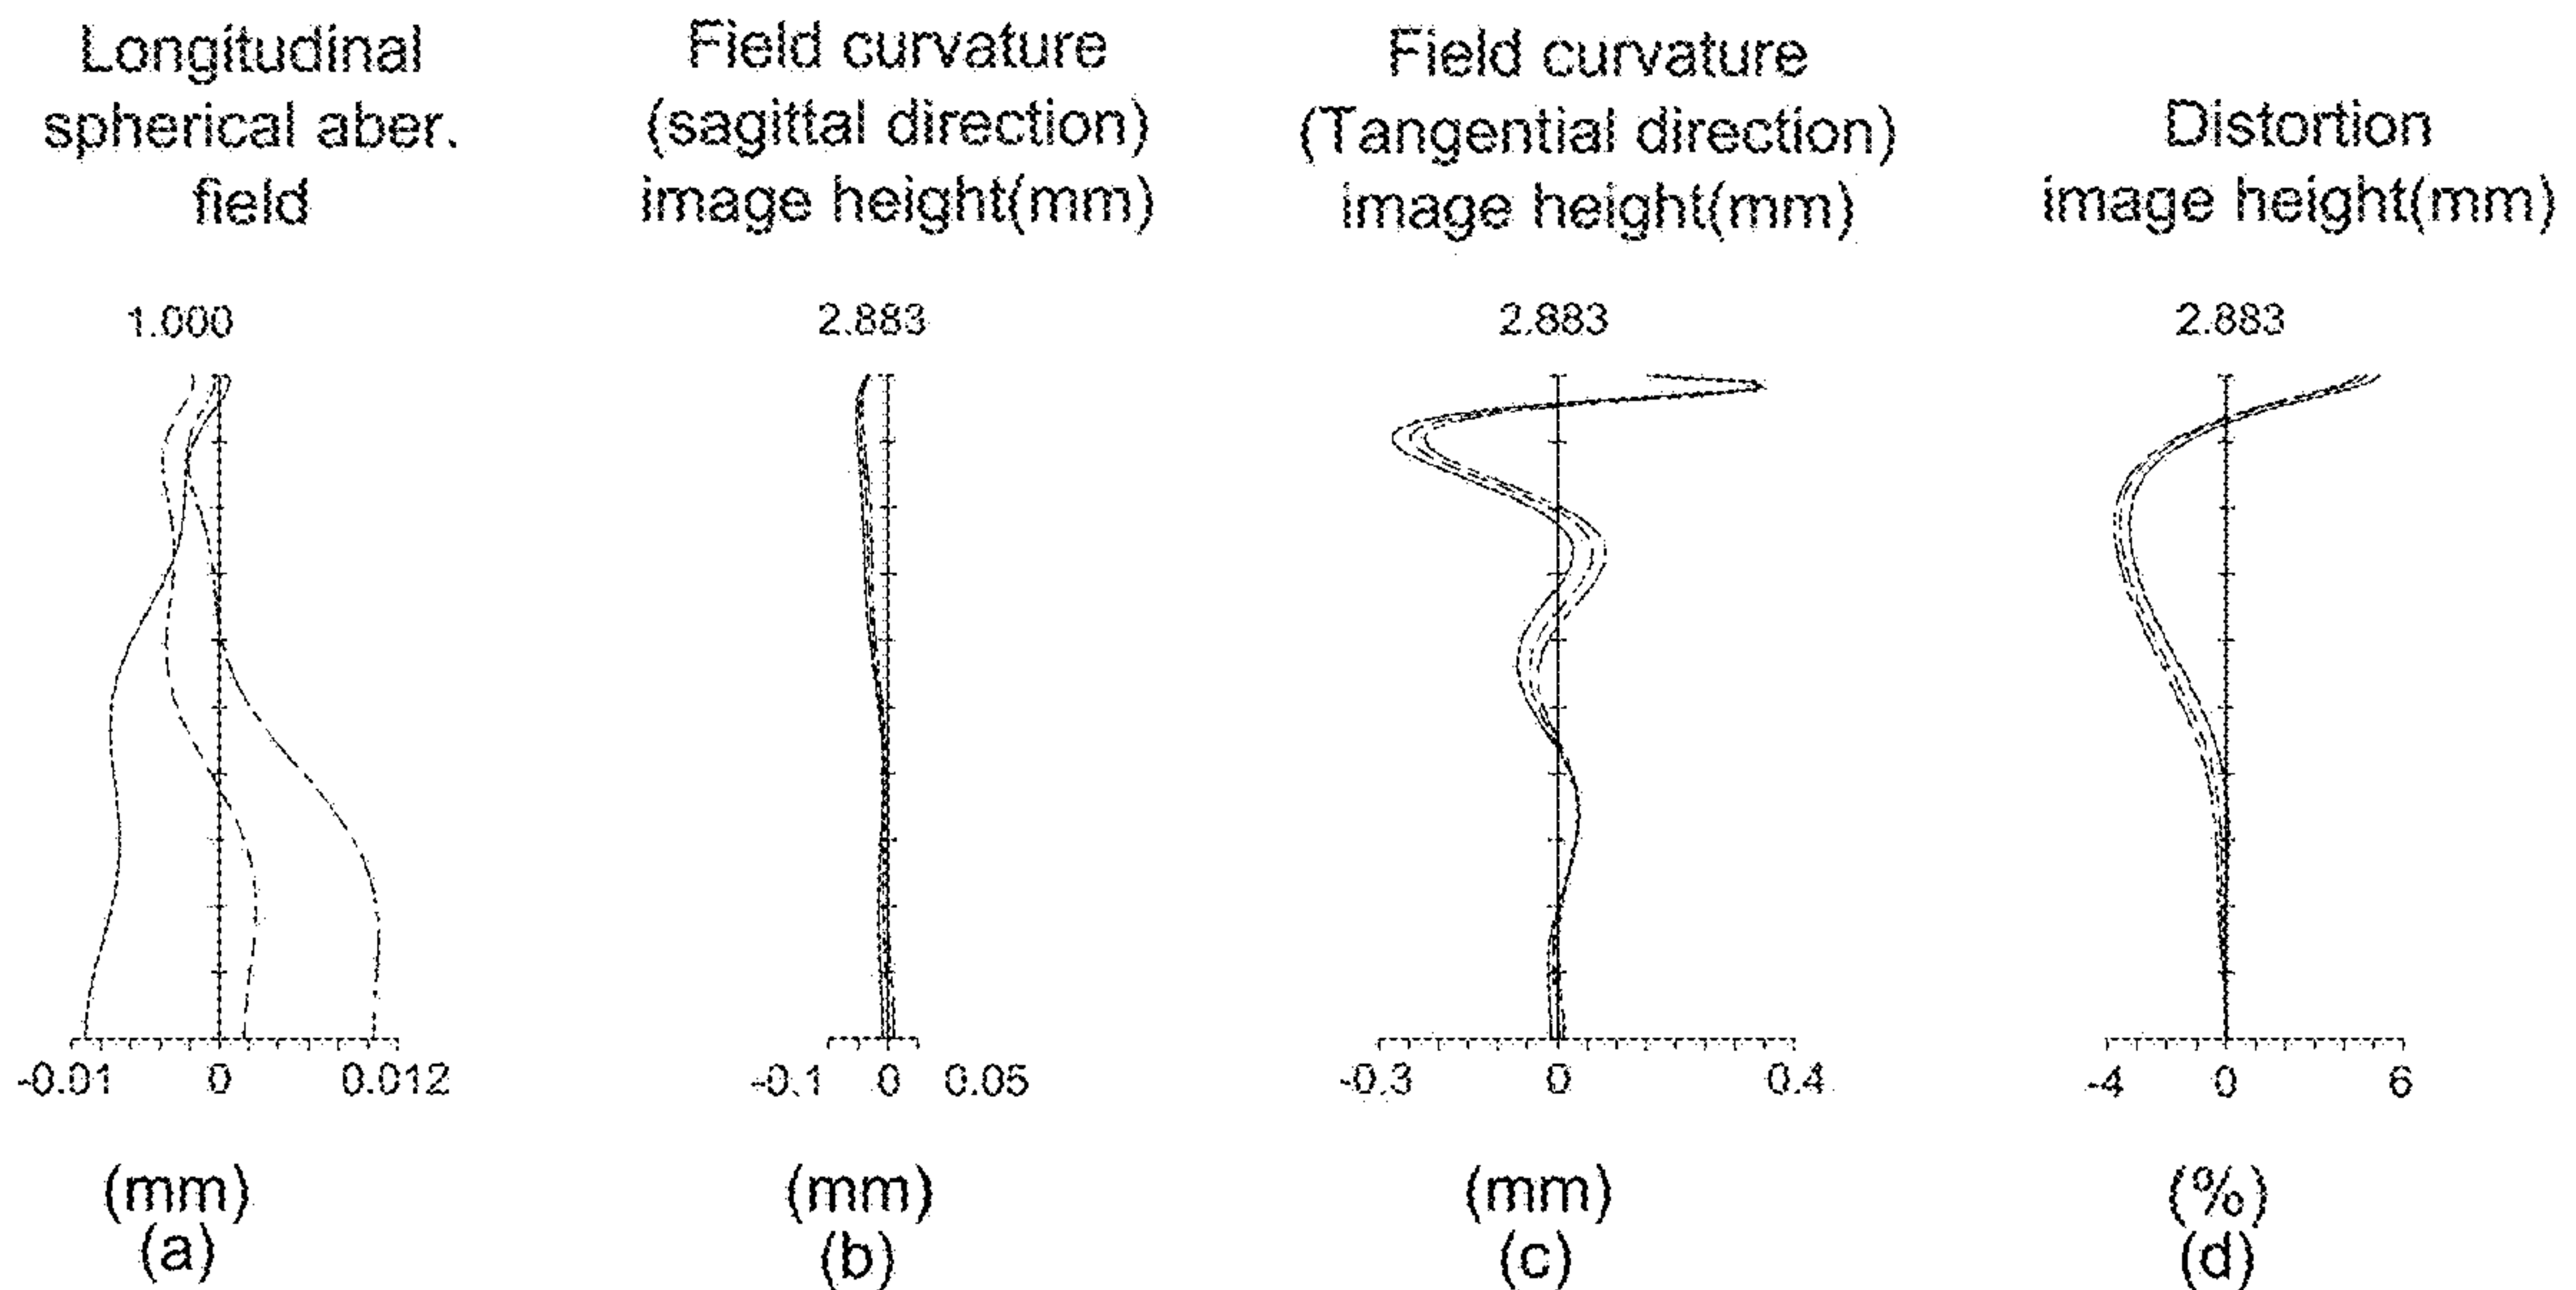 Longitudinal
spherical aber.
field
1.000
-0.01 0 0.012
(mm)
(a)
Field curvature
(sagittal direction)
image height(mm)
2.883
-0.1 0 0.05
(mm)
(b)
Field curvature
(Tangential direction)
image height(mm)
2.883
-0.3 0 0.4
(mm)
(c)
Distortion
image height(mm)
2.883
-4 0 6
(%)
(d)